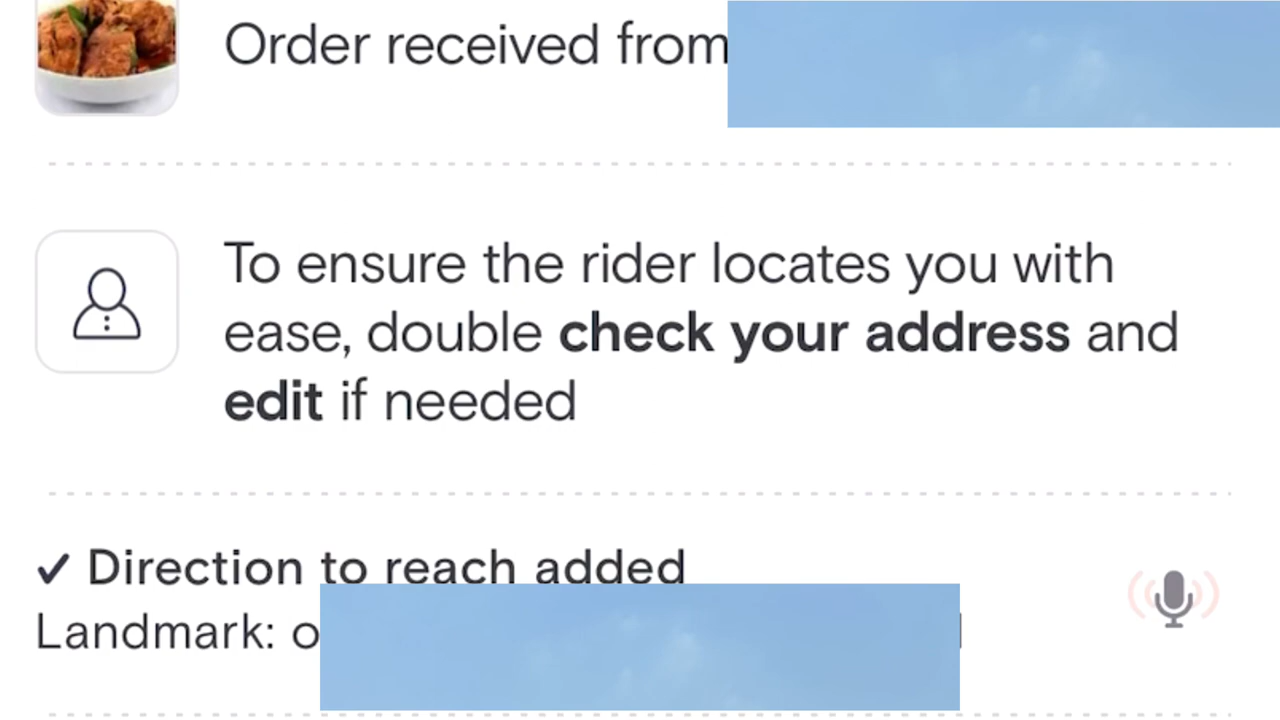 Order received from
To ensure the rider locates you with
ease, double check your address and
edit if needed
✓ Direction to reach added
Landmark: